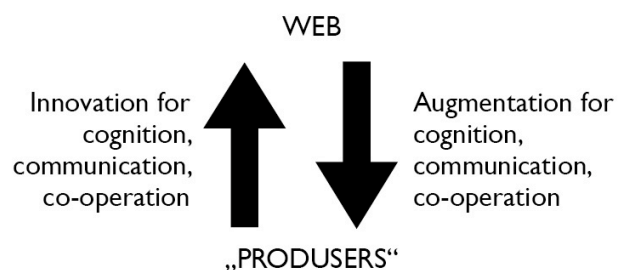 WEB
Innovation for
cognition,
communication,
co-operation
Augmentation for
cognition,
communication,
co-operation
„PRODUSERS“